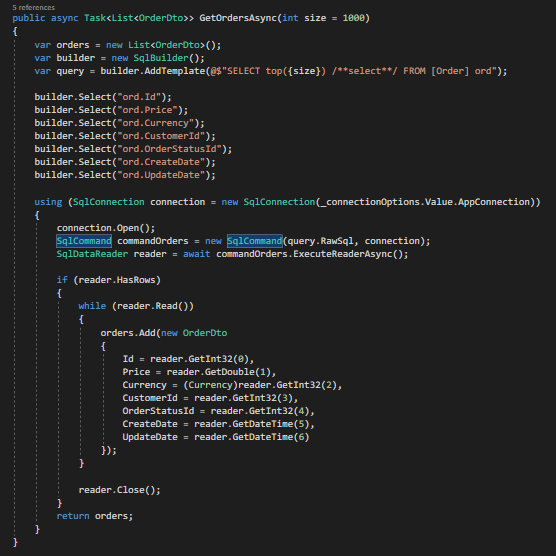 5 references
public async Task<List<OrderDto>> GetOrdersAsync(int size = 1000)
{
var orders = new List<OrderDto>();
var builder = new SqlBuilder();
var query = builder.AddTemplate(@$"SELECT top({size}) /**select**/ FROM [Order] ord");
builder.Select("ord.Id");
builder.Select("ord.Price");
builder.Select("ord.Currency");
builder.Select("ord.CustomerId");
builder.Select("ord.OrderStatusId");
builder.Select("ord.CreateDate");
builder.Select("ord.UpdateDate");
using (SqlConnection connection = new SqlConnection(_connectionOptions.Value.AppConnection))
{
connection.Open();
SqlCommand commandOrders = new SqlCommand(query.RawSql, connection);
SqlDataReader reader = await commandOrders.ExecuteReaderAsync();
if (reader.HasRows)
{
while (reader.Read())
{
orders.Add(new OrderDto
{
Id = reader.GetInt32(0),
Price = reader.GetDouble(1),
Currency = (Currency)reader.GetInt32(2),
CustomerId = reader.GetInt32(3),
OrderStatusId = reader.GetInt32(4),
CreateDate = reader.GetDateTime(5),
UpdateDate = reader.GetDateTime(6)
});
}
reader.Close();
}
return orders;
}
}